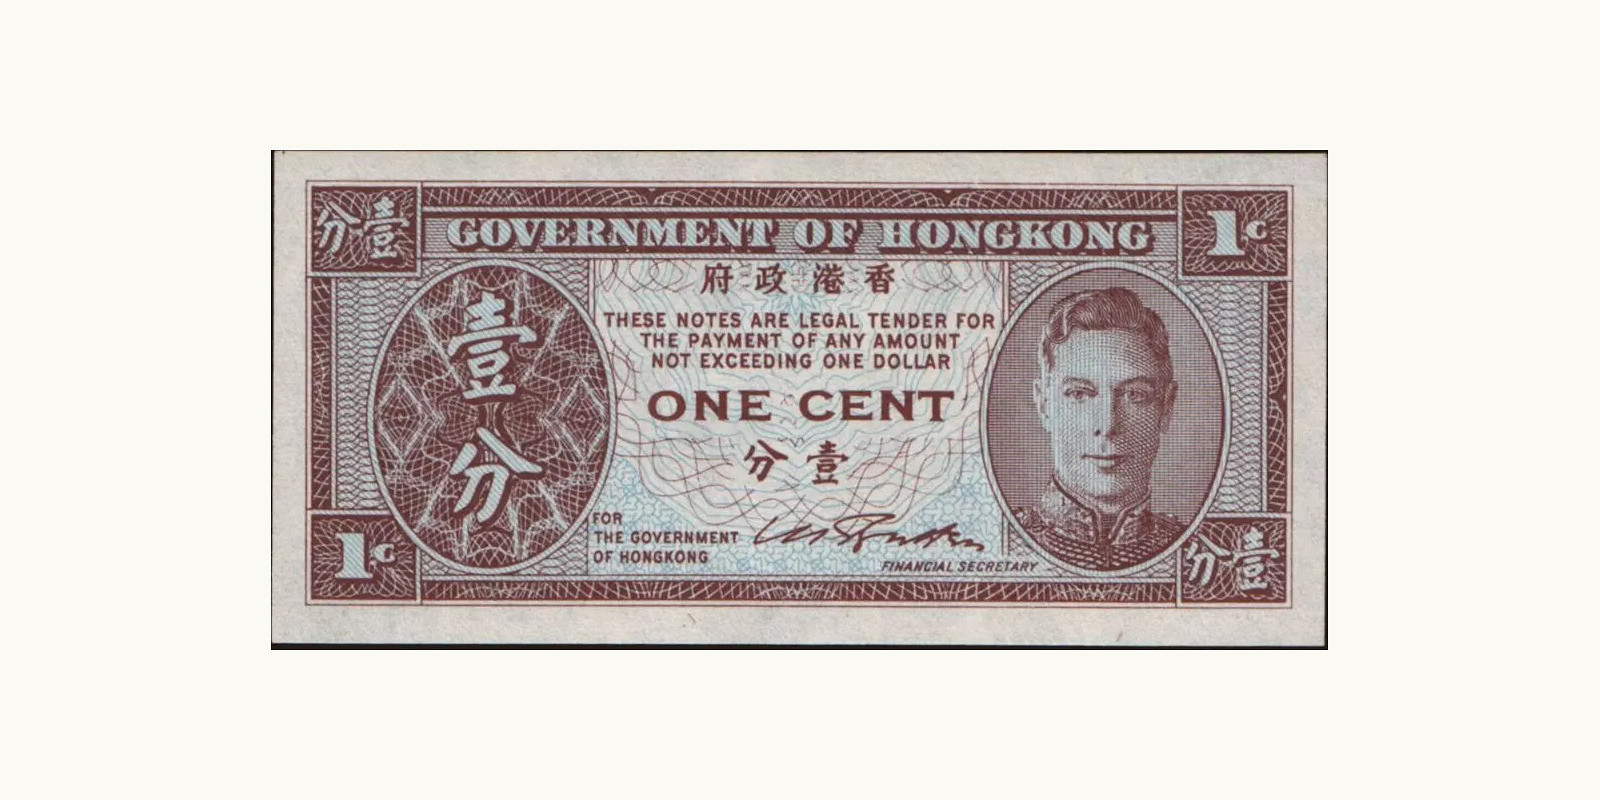 分壹
1C
GOVERNMENT OF HONGKONG
府政港香
THESE NOTES ARE LEGAL TENDER FOR
THE PAYMENT OF ANY AMOUNT
NOT EXCEEDING ONE DOLLAR
壹
分
ONE CENT
分壹
FOR
THE GOVERNMENT
OF HONGKONG
FINANCIAL SECRETARY
1C
分壹